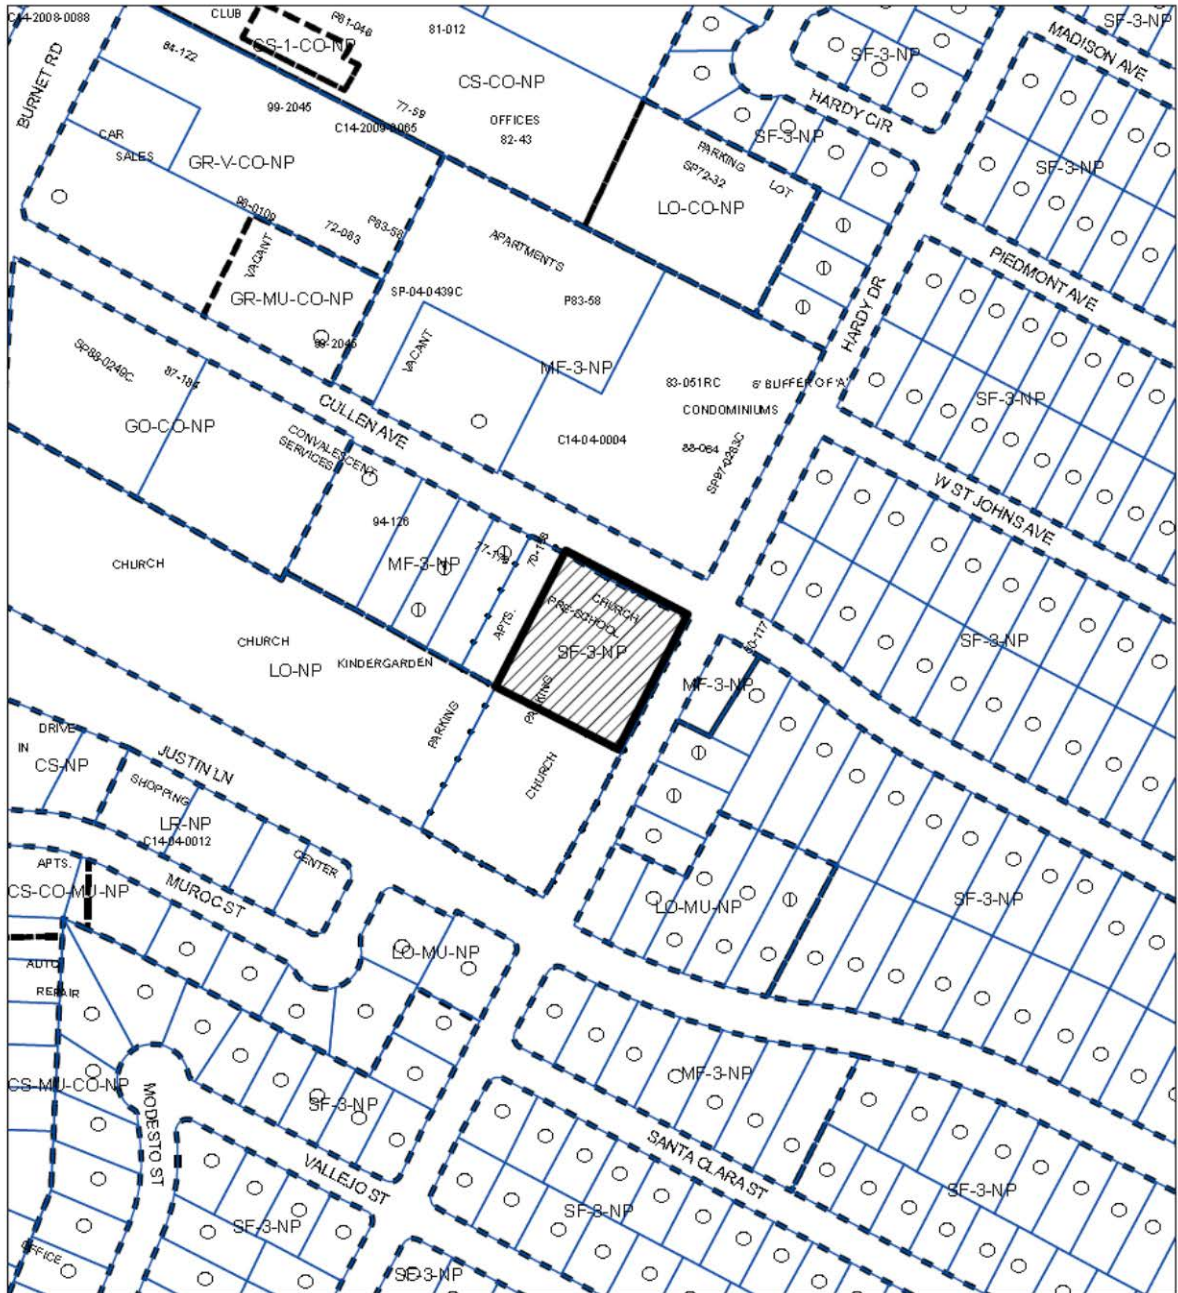 C14-2008-0088
CLUB
P81-046
81-012
SF-3-NP
BURNET RD
84-122
CS-1-CO-NP
CS-CO-NP
SF-3-NP
MADISON AVE
99-2045
77-59
C14-2009-0065
OFFICES
82-43
HARDY CIR
SF-3-NP
CAR
SALES
GR-V-CO-NP
PARKING
LOT
SP72-32
LO-CO-NP
SF-3-NP
72-083
P83-58
VACANT
GR-MU-CO-NP
99-2045
APARTMENTS
SP-04-0439C
P83-58
PIEDMONT AVE
HARDY DR
SP88-0249C
VACANT
MF-3-NP
83-051RC
6' BUFFER OF 'A'
CONDOMINIUMS
SF-3-NP
GO-CO-NP
CULLEN AVE
CONVALESCENT
SERVICES
C14-04-0004
88-064
SP97-0283C
W ST JOHNS AVE
94-126
CHURCH
MF-3-NP
APTS.
CHURCH
PRE-SCHOOL
SF-3-NP
PARKING
SF-3-NP
CHURCH
LO-NP
KINDERGARDEN
MF-3-NP
PARKING
CHURCH
DRIVE
IN
CS-NP
JUSTIN LN
SHOPPING
LR-NP
C14-04-0012
CENTER
APTS.
CS-CO-MU-NP
MUROC ST
LO-MU-NP
SF-3-NP
AUTO
REPAIR
LO-MU-NP
CS-MU-CO-NP
MODESTO ST
SF-3-NP
MF-3-NP
VALLEJO ST
SANTA CLARA ST
SF-3-NP
SF-3-NP
SF-3-NP
OFFICE
SF-3-NP